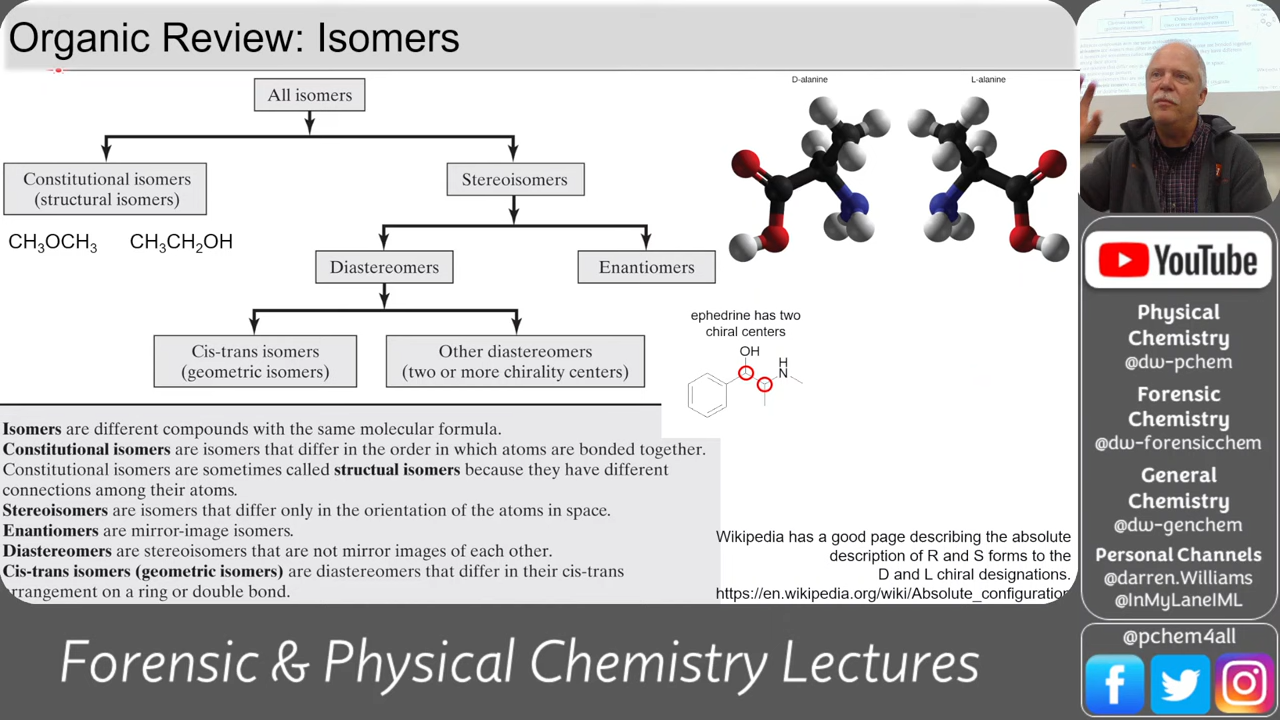 Organic Review: Isomers
All isomers
Constitutional isomers
(structural isomers)
Stereoisomers
CH3OCH3
CH3CH2OH
Diastereomers
Enantiomers
Cis-trans isomers
(geometric isomers)
Other diastereomers
(two or more chirality centers)
D-alanine
L-alanine
ephedrine has two
chiral centers
OH
H
N
Isomers are different compounds with the same molecular formula.
Constitutional isomers are isomers that differ in the order in which atoms are bonded together.
Constitutional isomers are sometimes called structual isomers because they have different
connections among their atoms.
Stereoisomers are isomers that differ only in the orientation of the atoms in space.
Enantiomers are mirror-image isomers.
Diastereomers are stereoisomers that are not mirror images of each other.
Cis-trans isomers (geometric isomers) are diastereomers that differ in their cis-trans
arrangement on a ring or double bond.
Wikipedia has a good page describing the absolute
description of R and S forms to the
D and L chiral designations.
https://en.wikipedia.org/wiki/Absolute_configuration
YouTube
Physical
Chemistry
@dw-pchem
Forensic
Chemistry
@dw-forensicchem
General
Chemistry
@dw-genchem
Personal Channels
@darren.Williams
@InMyLaneIML
@pchem4all
Forensic & Physical Chemistry Lectures